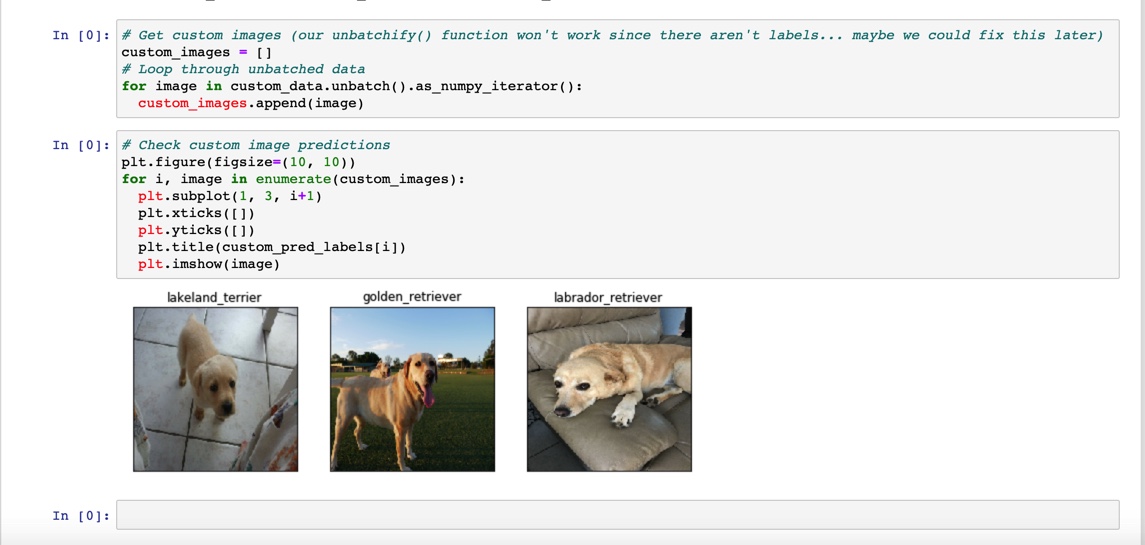 In [0]: # Get custom images (our unbatchify() function won't work since there aren't labels... maybe we could fix this later)
custom_images = []
# Loop through unbatched data
for image in custom_data.unbatch().as_numpy_iterator():
  custom_images.append(image)
In [0]: # Check custom image predictions
plt.figure(figsize=(10, 10))
for i, image in enumerate(custom_images):
  plt.subplot(1, 3, i+1)
  plt.xticks([])
  plt.yticks([])
  plt.title(custom_pred_labels[i])
  plt.imshow(image)
lakeland_terrier golden_retriever labrador_retriever
In [0]: